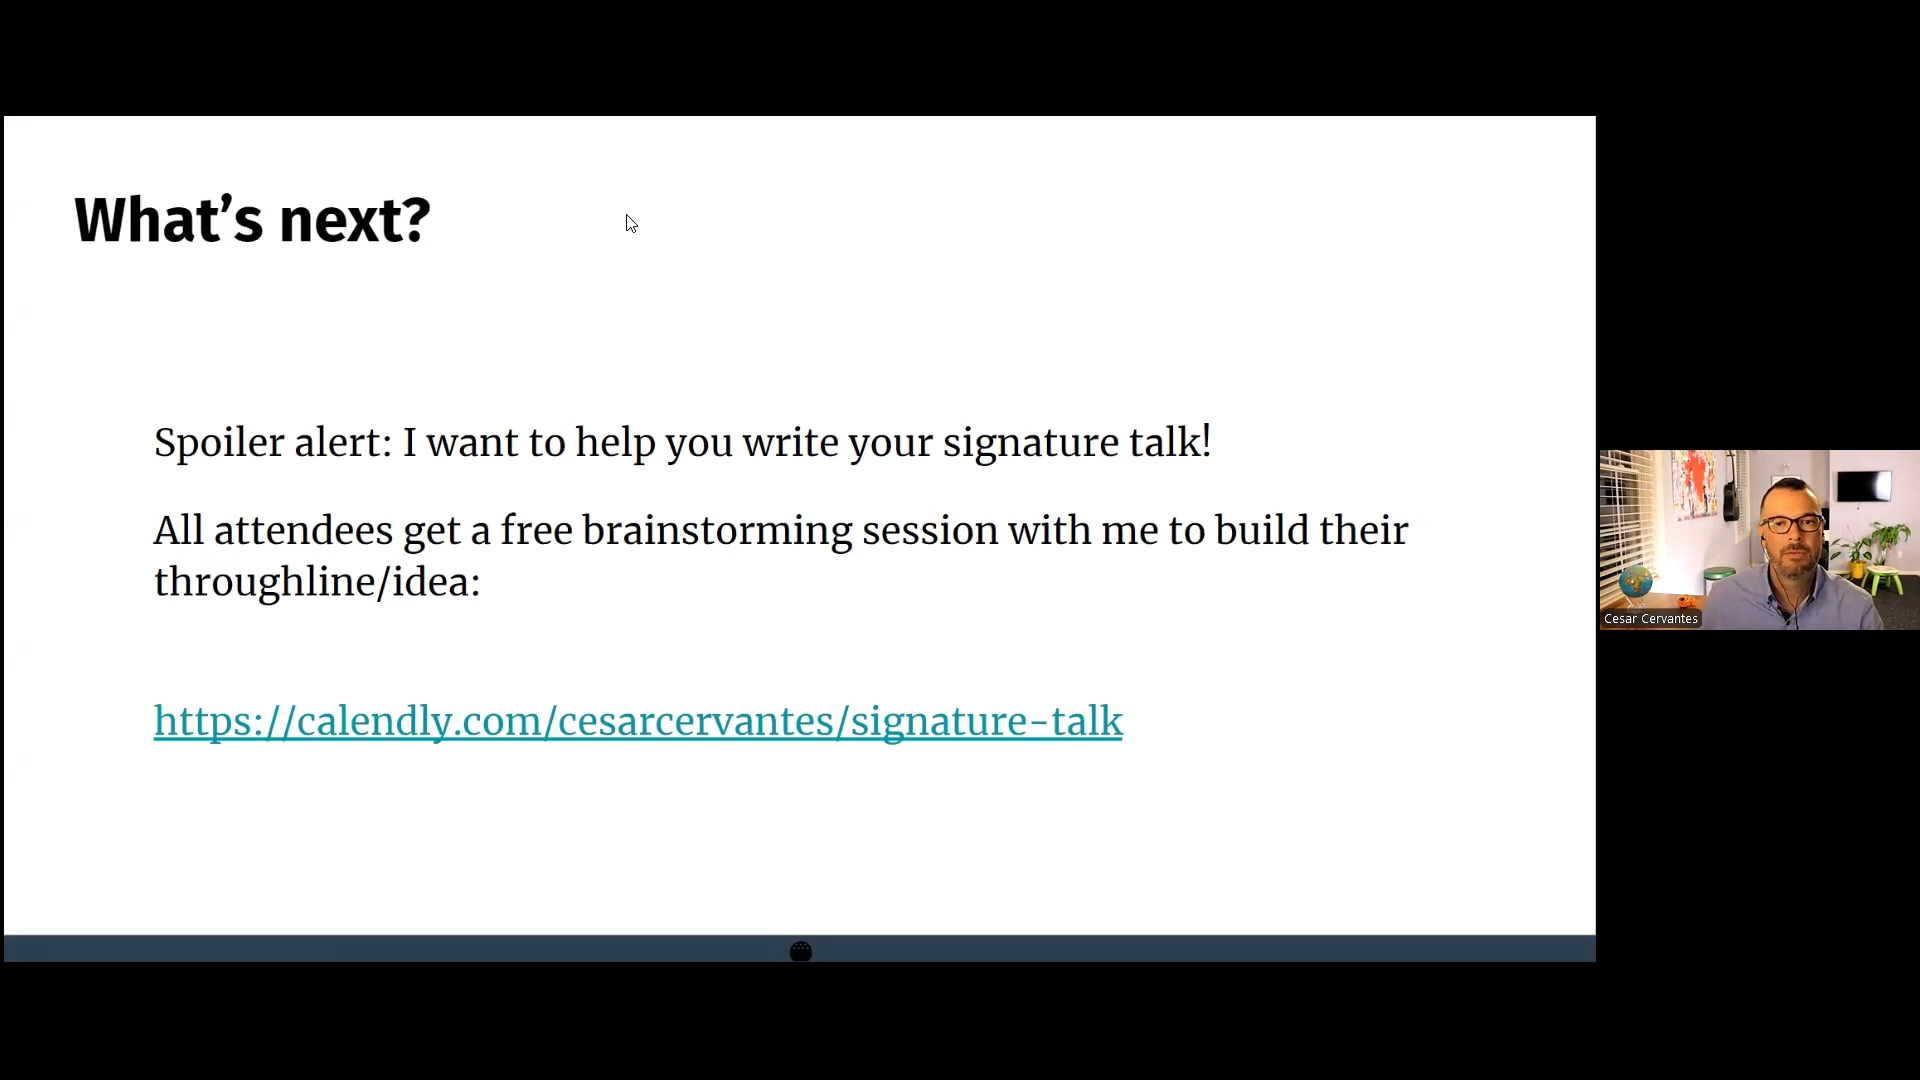 What’s next?
Spoiler alert: I want to help you write your signature talk!
All attendees get a free brainstorming session with me to build their
throughline/idea:
https://calendly.com/cesarcervantes/signature-talk
Cesar Cervantes